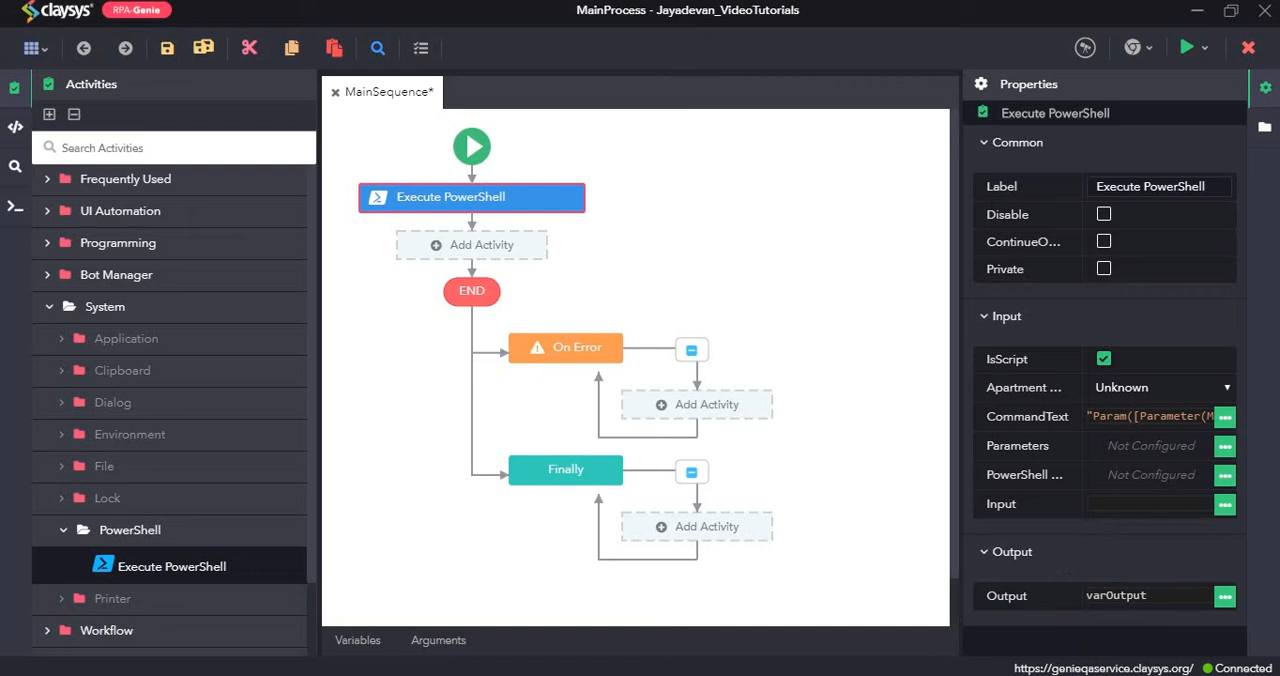 claysys RPA-Genie
MainProcess - Jayadevan_VideoTutorials
Activities
Search Activities
Frequently Used
UI Automation
Programming
Bot Manager
System
Application
Clipboard
Dialog
Environment
File
Lock
PowerShell
Execute PowerShell
Printer
Workflow
MainSequence*
Execute PowerShell
Add Activity
END
On Error
Add Activity
Finally
Add Activity
Variables Arguments
Properties
Execute PowerShell
Common
Label Execute PowerShell
Disable
ContinueO...
Private
Input
IsScript
Apartment ... Unknown
CommandText "Param([Parameter(M
Parameters Not Configured
PowerShell ... Not Configured
Input
Output
Output varOutput
https://genieqaservice.claysys.org/ Connected